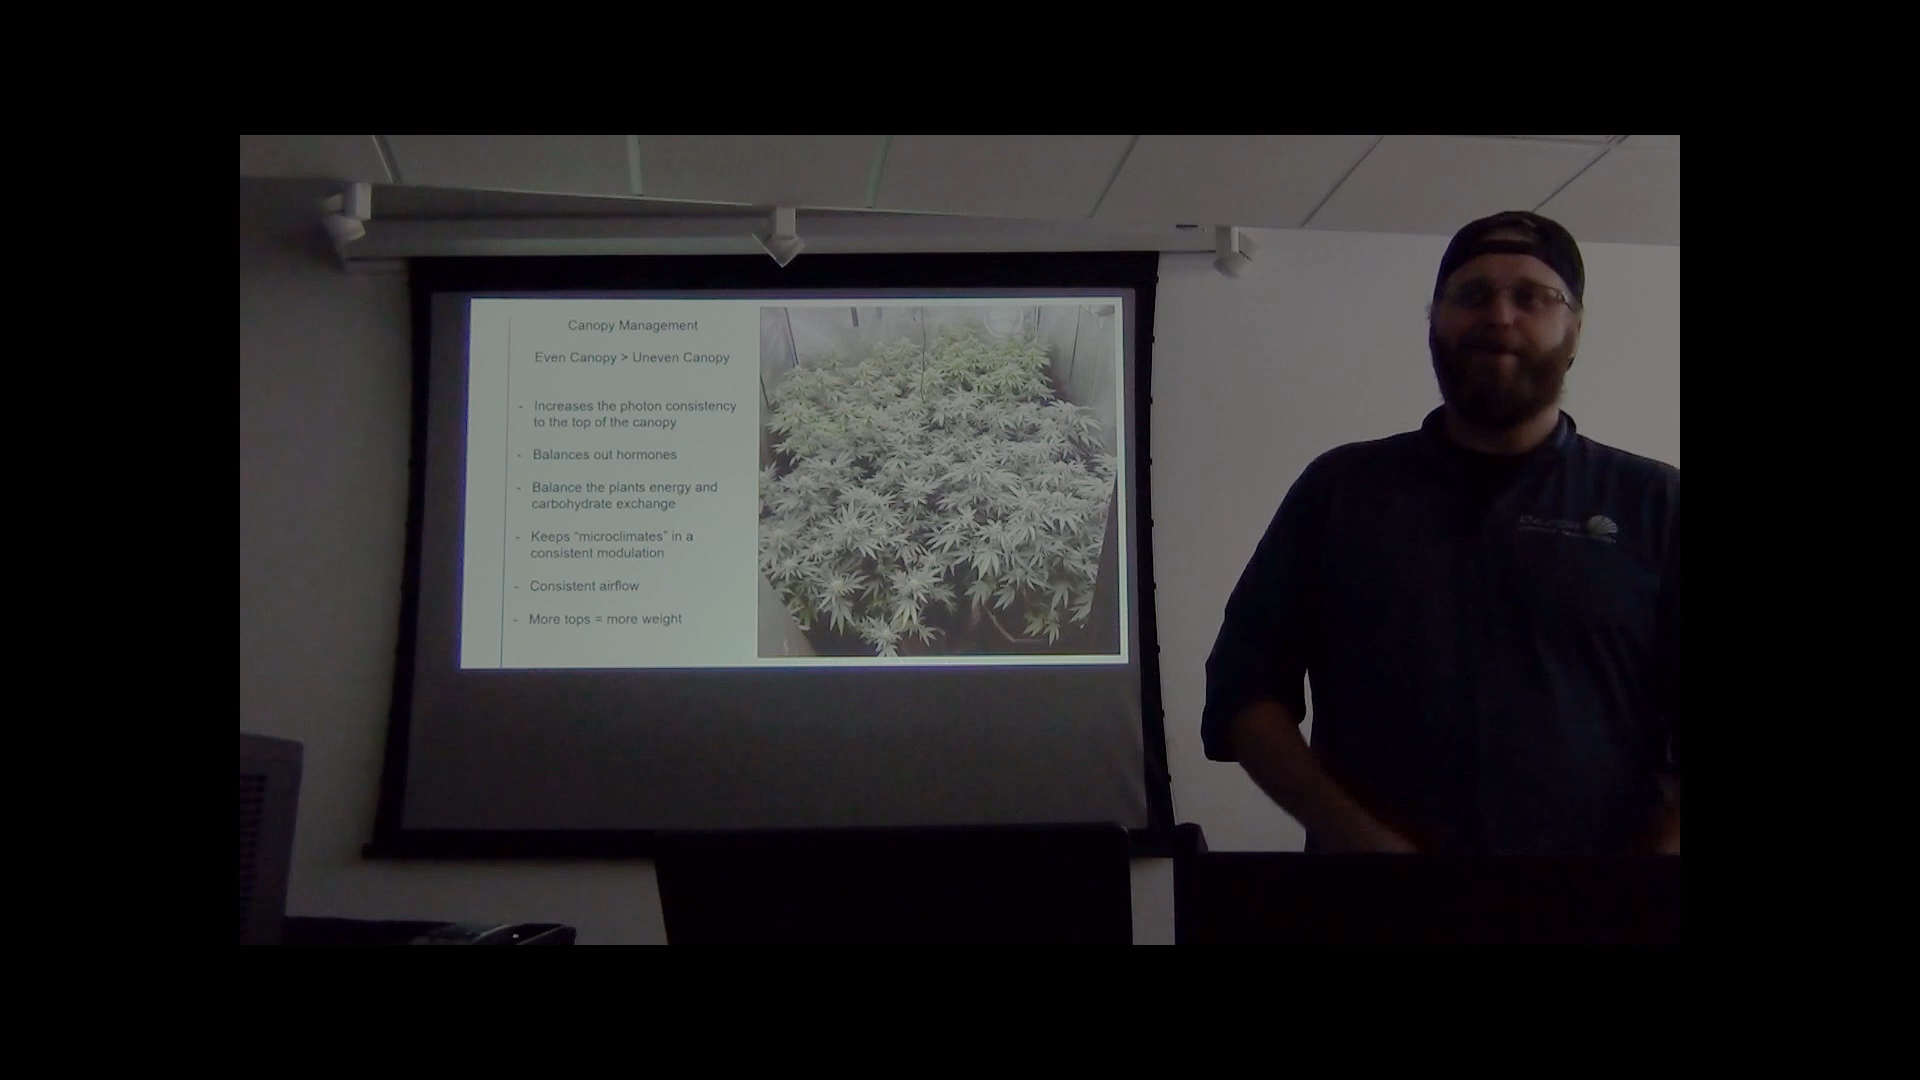 Canopy Management
Even Canopy > Uneven Canopy
- Increases the photon consistency
to the top of the canopy
- Balances out hormones
- Balance the plants energy and
carbohydrate exchange
- Keeps “microclimates” in a
consistent modulation
- Consistent airflow
- More tops = more weight